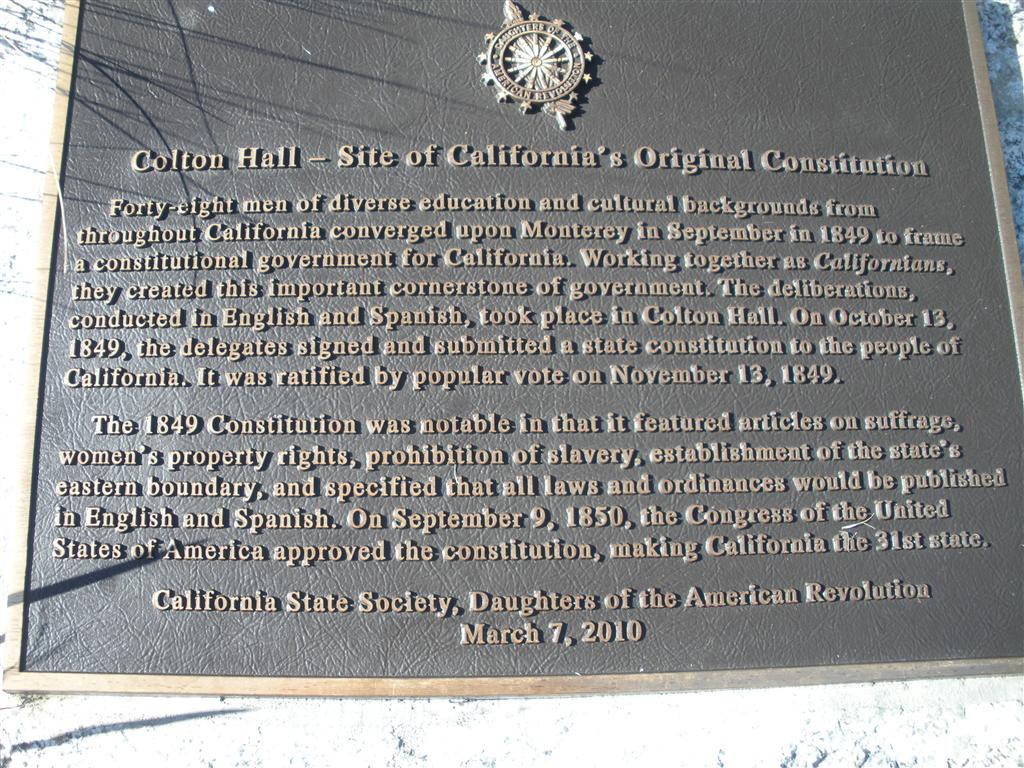 DAUGHTERS OF THE
AMERICAN REVOLUTION
Colton Hall – Site of California's Original Constitution
Forty-eight men of diverse education and cultural backgrounds from
throughout California converged upon Monterey in September in 1849 to frame
a constitutional government for California. Working together as Californians,
they created this important cornerstone of government. The deliberations,
conducted in English and Spanish, took place in Colton Hall. On October 13,
1849, the delegates signed and submitted a state constitution to the people of
California. It was ratified by popular vote on November 13, 1849.
The 1849 Constitution was notable in that it featured articles on suffrage,
women's property rights, prohibition of slavery, establishment of the state's
eastern boundary, and specified that all laws and ordinances would be published
in English and Spanish. On September 9, 1850, the Congress of the United
States of America approved the constitution, making California the 31st state.
California State Society, Daughters of the American Revolution
March 7, 2010